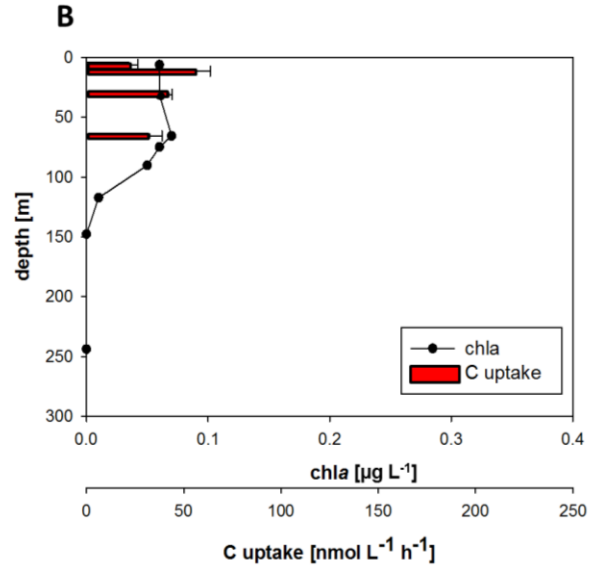 B
0
50
100
150
200
250
300
depth [m]
chla
C uptake
0.0 0.1 0.2 0.3 0.4
chla [µg L⁻¹]
0 50 100 150 200 250
C uptake [nmol L⁻¹ h⁻¹]